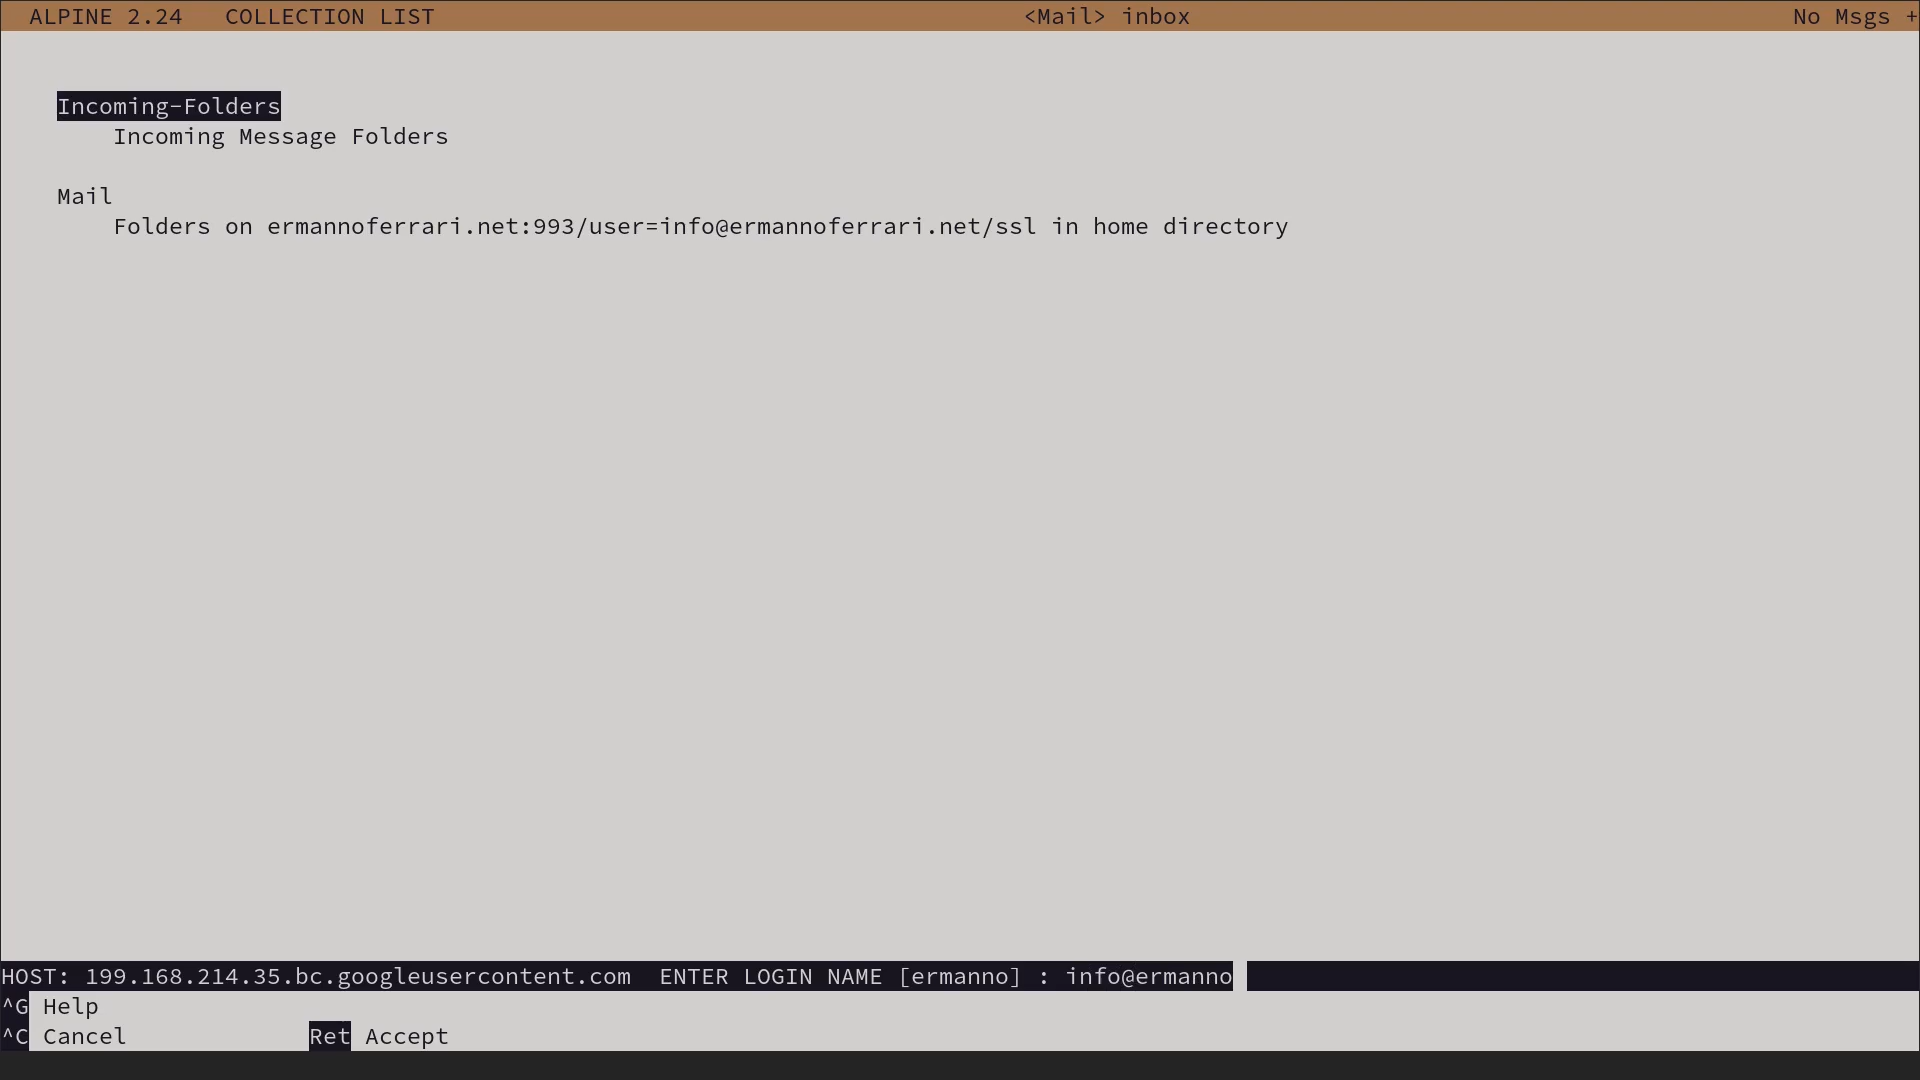 ALPINE 2.24   COLLECTION LIST   <Mail> inbox   No Msgs +
Incoming-Folders
Incoming Message Folders
Mail
Folders on ermannoferrari.net:993/user=info@ermannoferrari.net/ssl in home directory
HOST: 199.168.214.35.bc.googleusercontent.com  ENTER LOGIN NAME [ermanno] : info@ermanno
^G Help
^C Cancel   Ret Accept